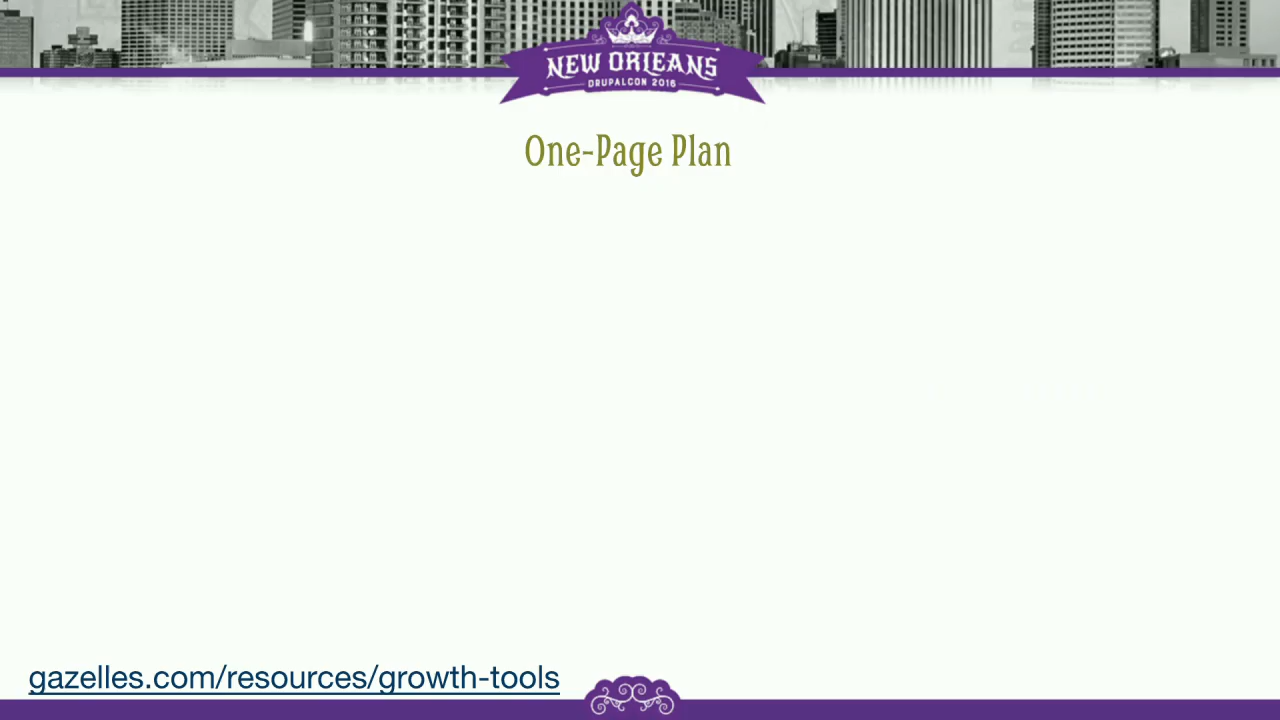 NEW ORLEANS
DRUPALCON 2016
One-Page Plan
gazelles.com/resources/growth-tools